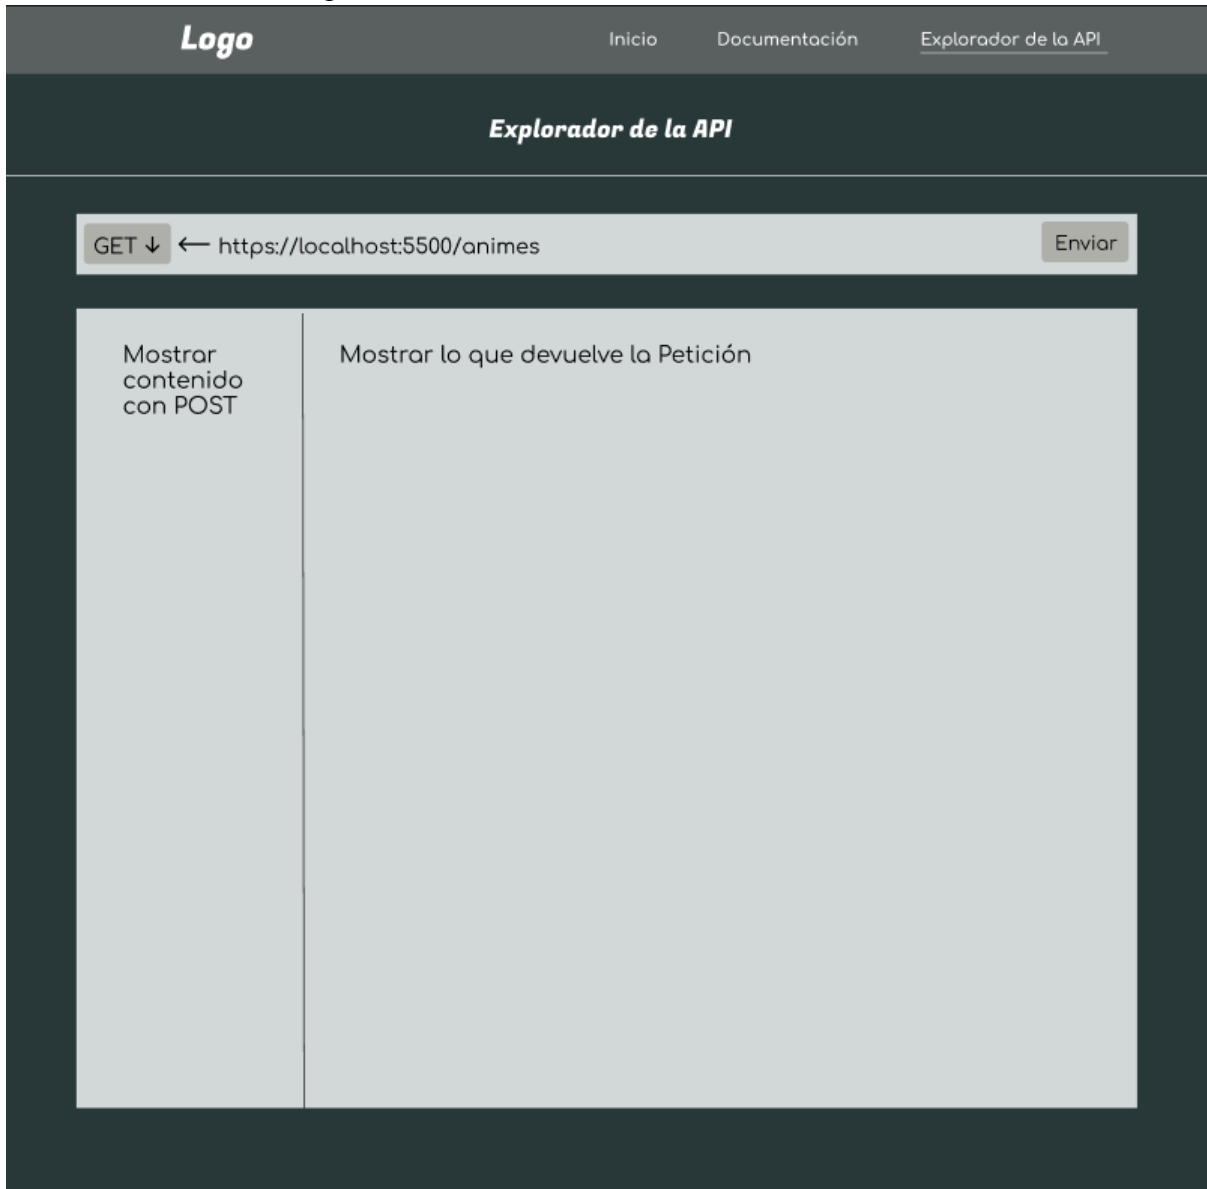 Logo Inicio Documentación Explorador de la API
Explorador de la API
GET ↓ ← https://localhost:5500/animes Enviar
Mostrar
contenido
con POST
Mostrar lo que devuelve la Petición